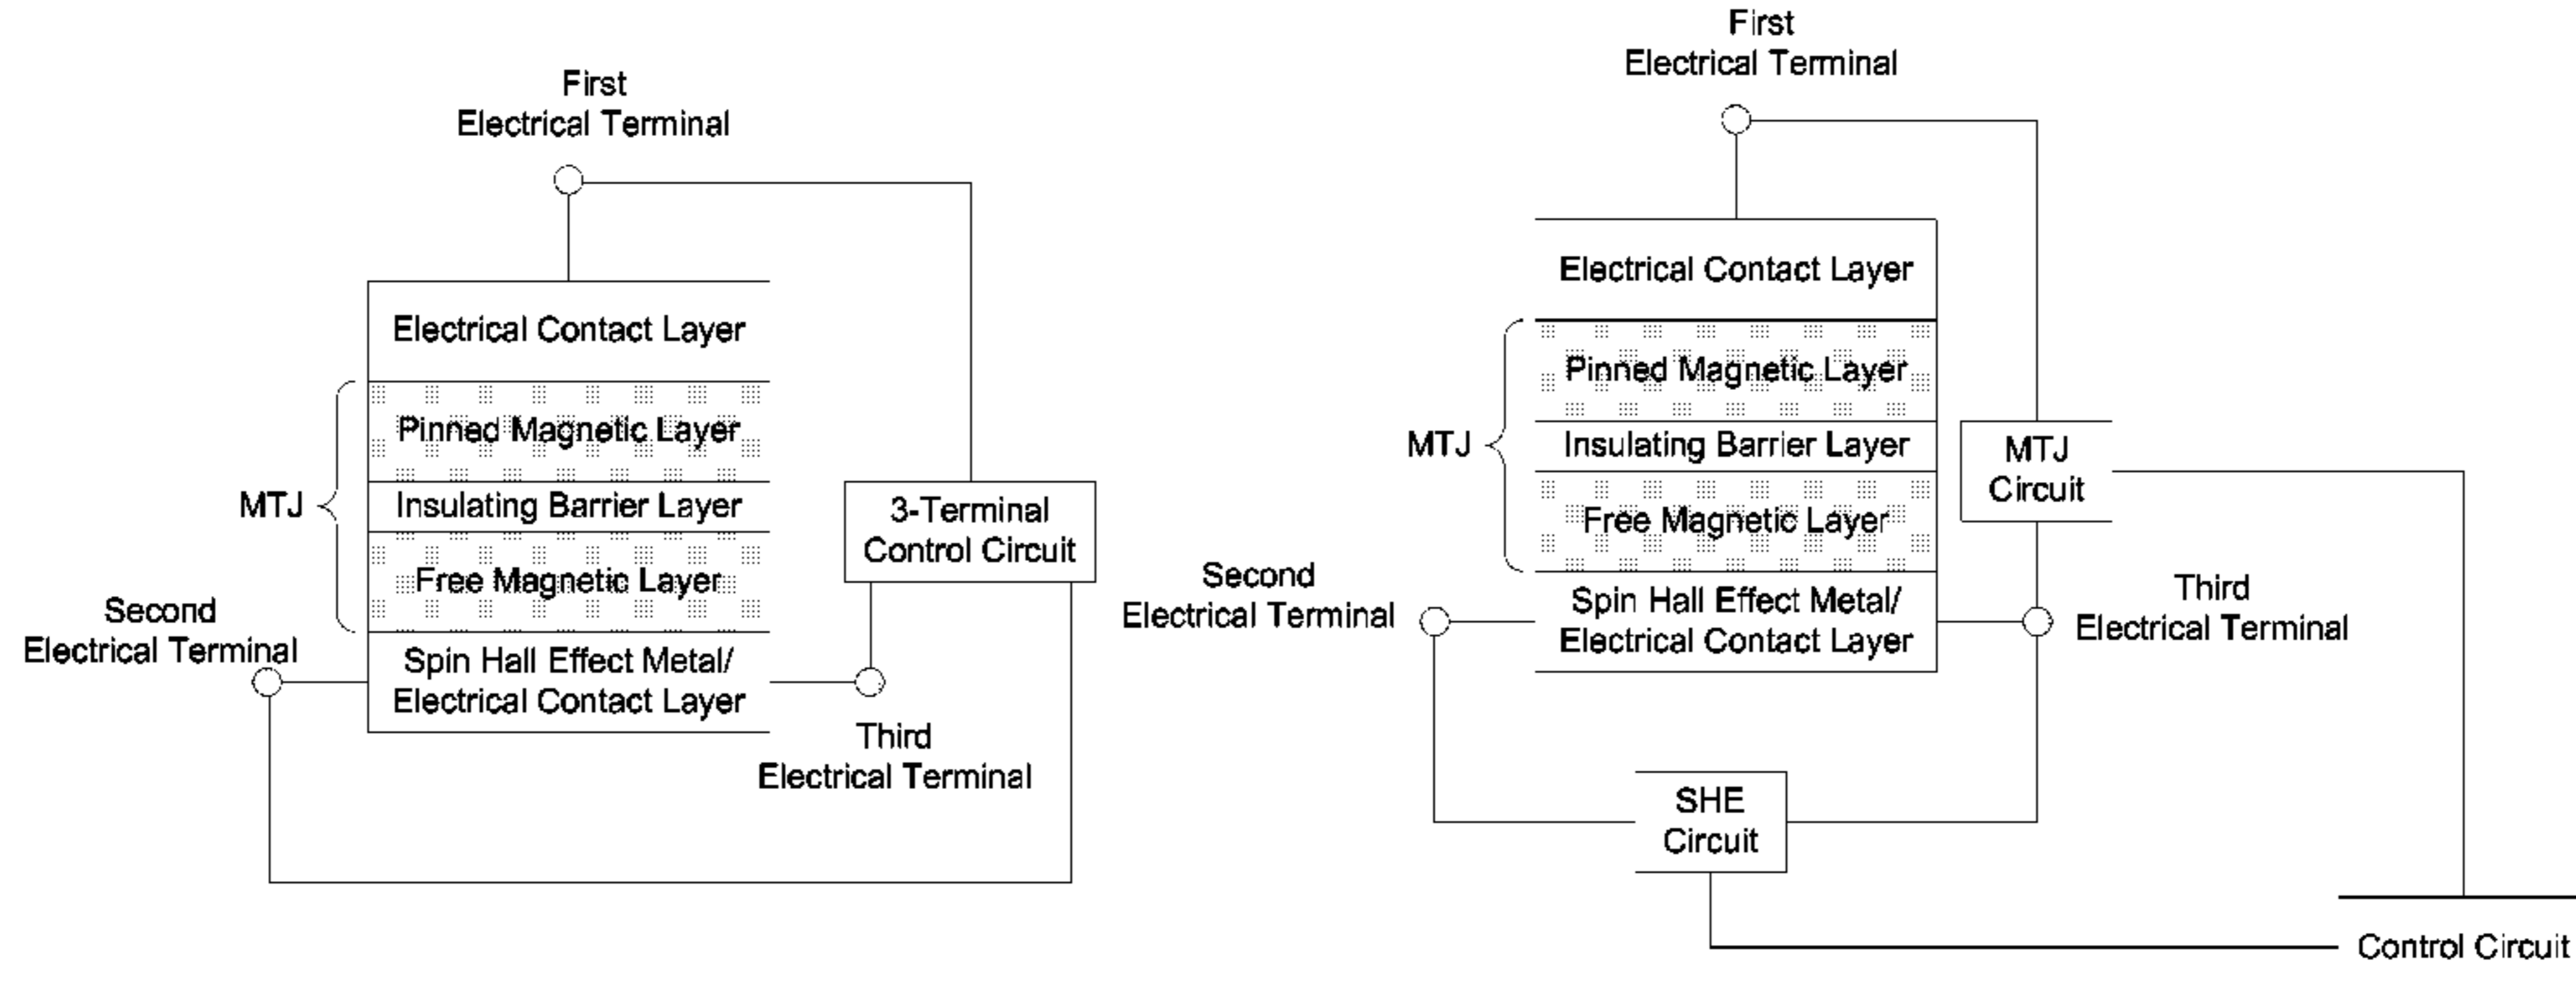 First
Electrical Terminal
Electrical Contact Layer
Pinned Magnetic Layer
MTJ
Insulating Barrier Layer
3-Terminal
Control Circuit
Free Magnetic Layer
Second
Electrical Terminal
Spin Hall Effect Metal/
Electrical Contact Layer
Third
Electrical Terminal
First
Electrical Terminal
Electrical Contact Layer
Pinned Magnetic Layer
MTJ
Insulating Barrier Layer
MTJ
Circuit
Free Magnetic Layer
Second
Electrical Terminal
Spin Hall Effect Metal/
Electrical Contact Layer
Third
Electrical Terminal
SHE
Circuit
Control Circuit